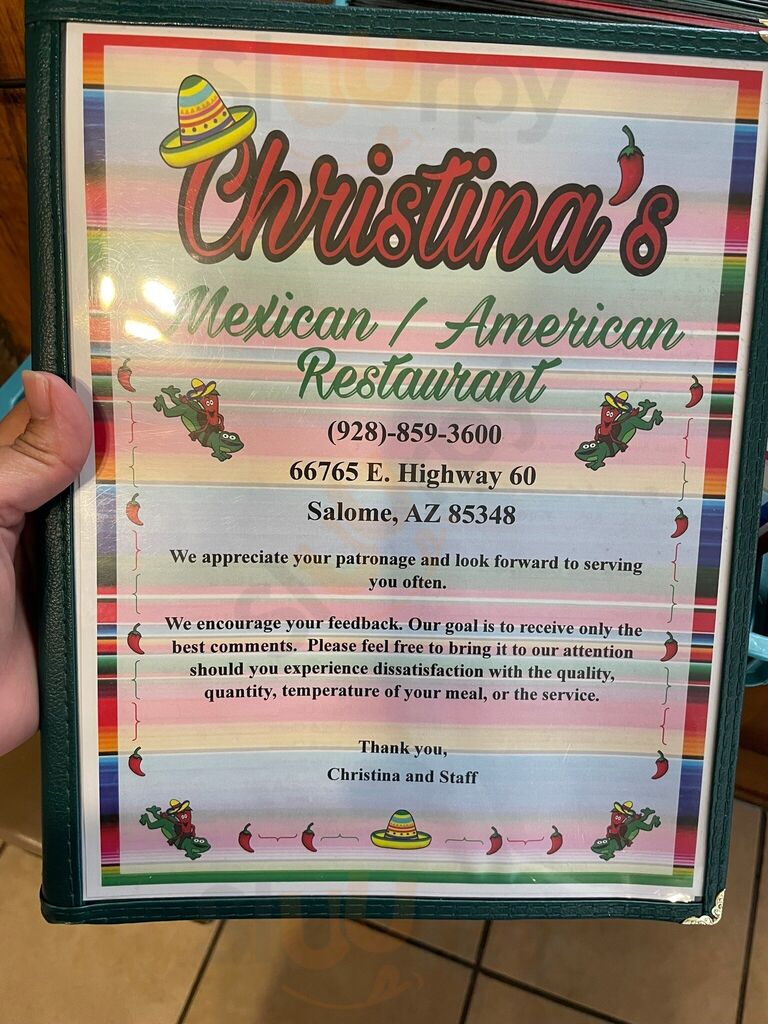 sluurpy
Christina's
Mexican / American
Restaurant
(928)-859-3600
66765 E. Highway 60
Salome, AZ 85348
We appreciate your patronage and look forward to serving
you often.
We encourage your feedback. Our goal is to receive only the
best comments.  Please feel free to bring it to our attention
should you experience dissatisfaction with the quality,
quantity, temperature of your meal, or the service.
Thank you,
Christina and Staff